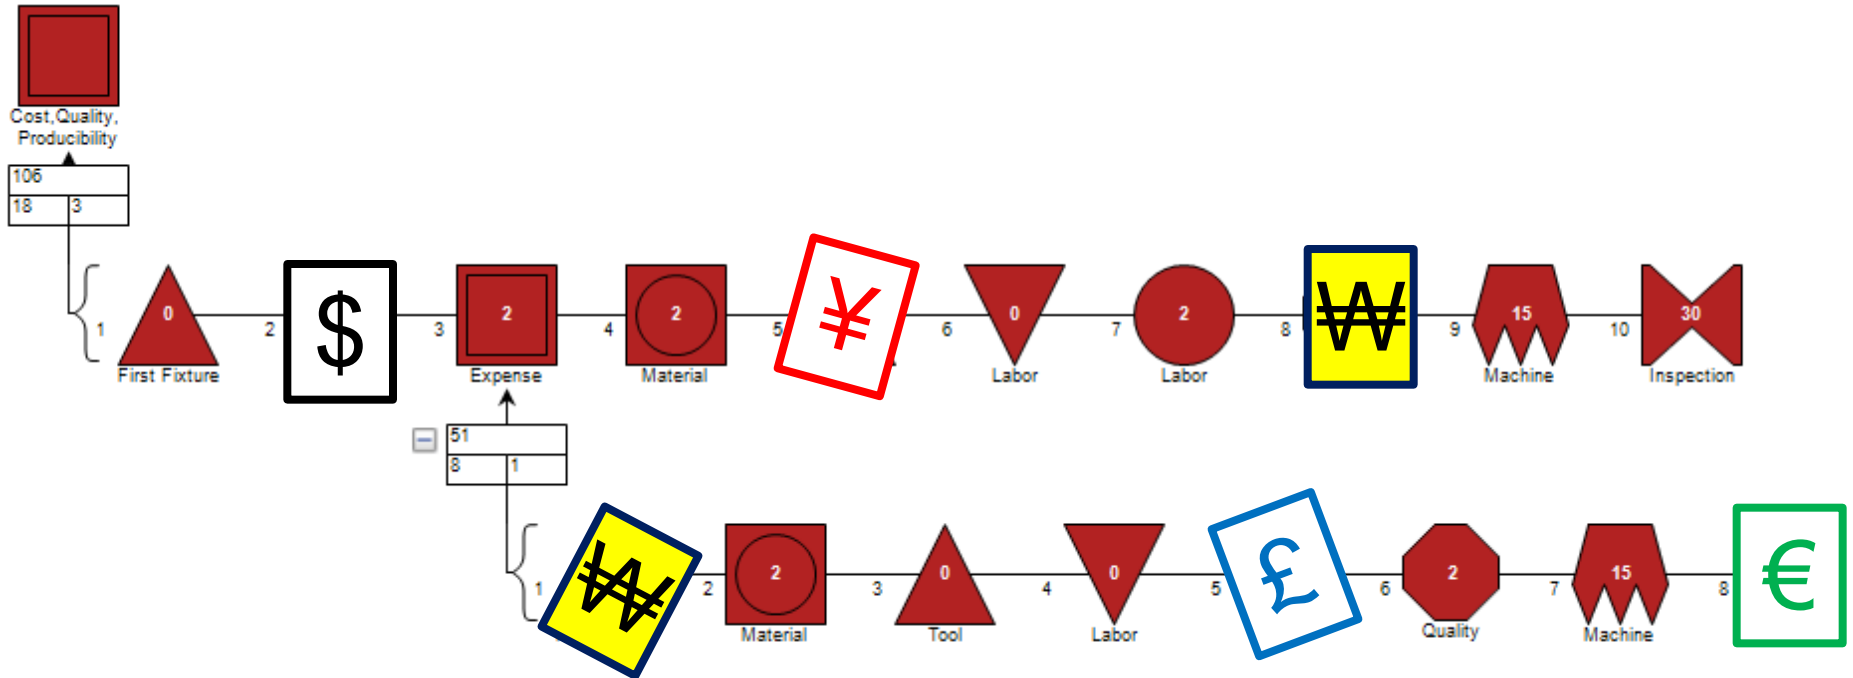 Cost,Quality,
Producibility
106
18 3
1 0 2 $ 3 2 4 2 5 ¥ 6 0 7 2 8 ₩ 9 15 10 30
First Fixture Expense Material Labor Labor Machine Inspection
51
8 1
1 ₩ 2 2 3 0 4 0 5 £ 6 2 7 15 8 €
Material Tool Labor Quality Machine